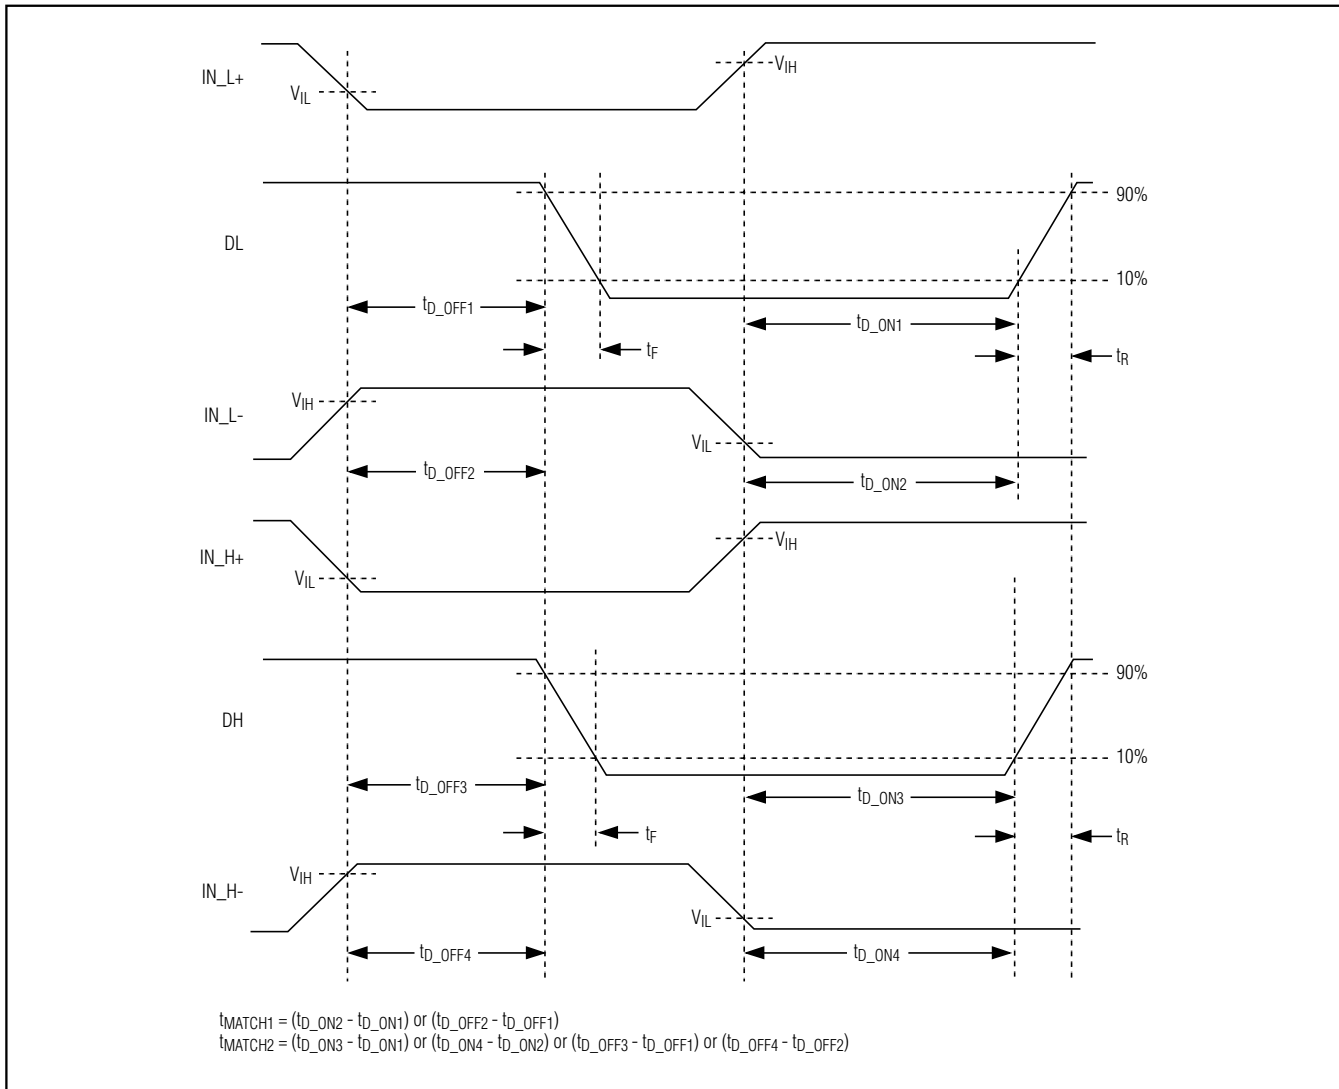 IN_L+
VIL
VIH
DL
90%
10%
tD_OFF1
tD_ON1
tF
tR
IN_L-
VIH
VIL
tD_OFF2
tD_ON2
IN_H+
VIL
VIH
DH
90%
10%
tD_OFF3
tD_ON3
tF
tR
IN_H-
VIH
VIL
tD_OFF4
tD_ON4
tMATCH1 = (tD_ON2 - tD_ON1) or (tD_OFF2 - tD_OFF1)
tMATCH2 = (tD_ON3 - tD_ON1) or (tD_ON4 - tD_ON2) or (tD_OFF3 - tD_OFF1) or (tD_OFF4 - tD_OFF2)